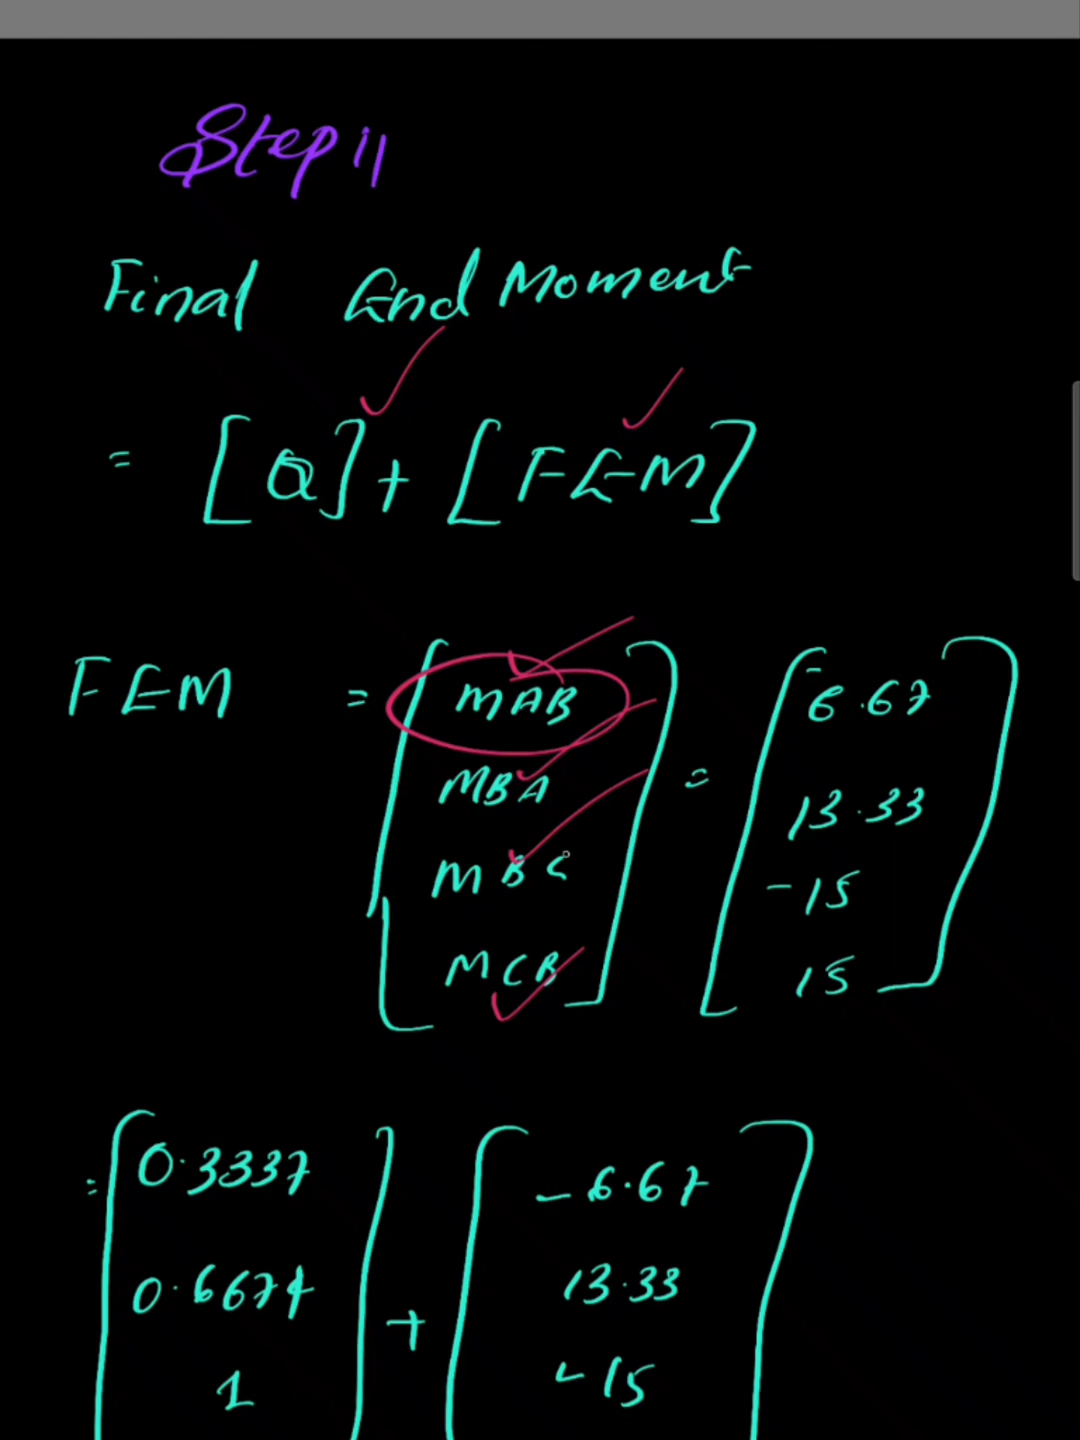 Step 11
Final End Moment
= [Q] + [FEM]
FEM = [MAB = [-6.67
MBA 13.33
MBC -15
MCB] 15]
= [0.3337 + [-6.67
0.6674 13.33
1 -15